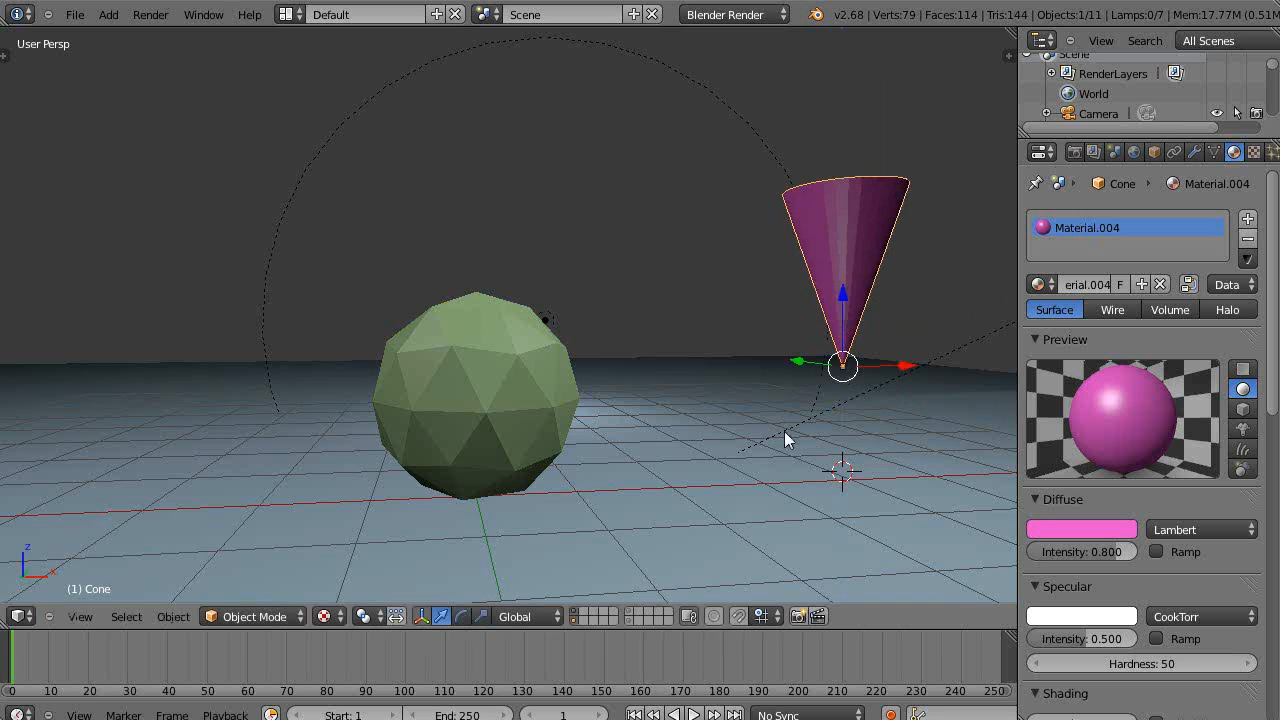 File Add Render Window Help Default Scene Blender Render v2.68 | Verts:79 | Faces:114 | Tris:144 | Objects:1/11 | Lamps:0/7 | Mem:17.77M (0.51M
User Persp
View Search All Scenes
Scene
RenderLayers
World
Camera
Cone Material.004
Material.004
erial.004 F Data
Surface Wire Volume Halo
Preview
Diffuse
Lambert
Intensity: 0.800 Ramp
Specular
CookTorr
Intensity: 0.500 Ramp
Hardness: 50
Shading
z
x
(1) Cone
View Select Object Object Mode Global
0 10 20 30 40 50 60 70 80 90 100 110 120 130 140 150 160 170 180 190 200 210 220 230 240 250
View Marker Frame Playback Start: 1 End: 250 1 No Sync